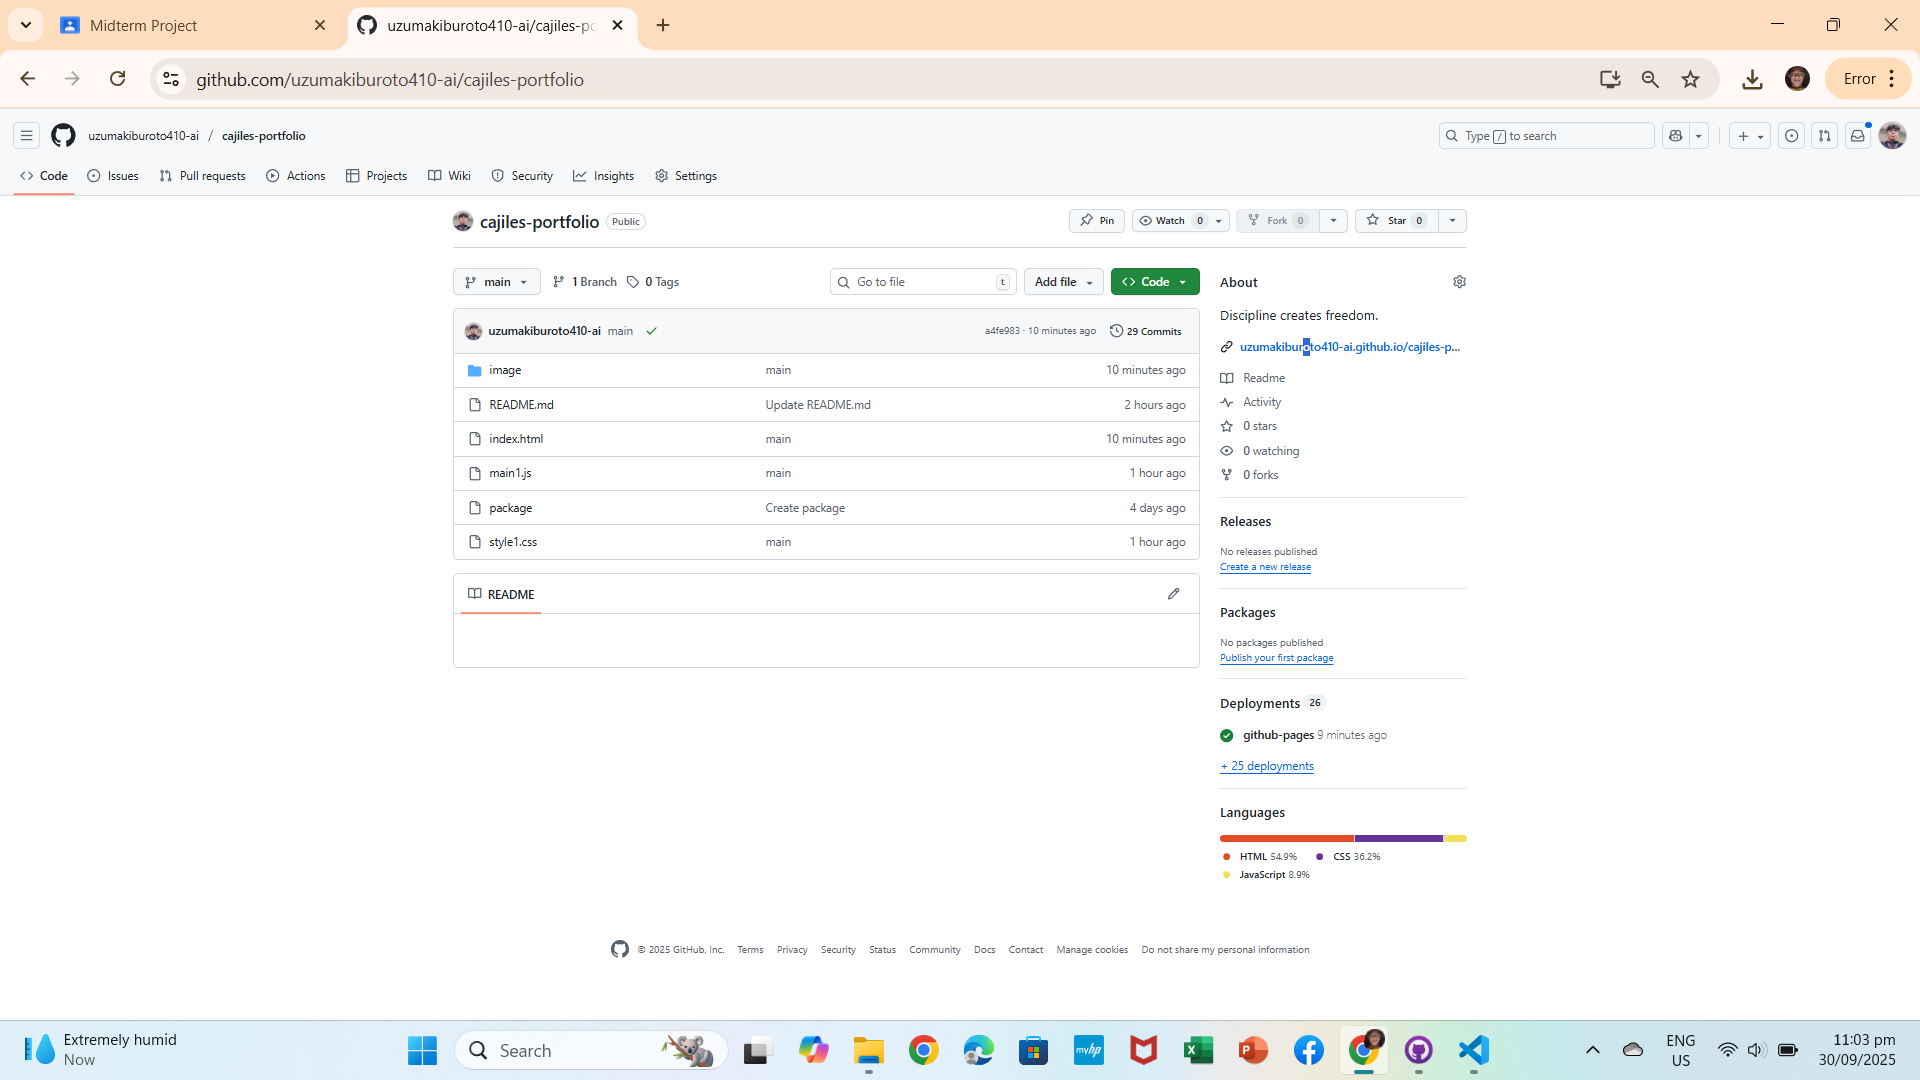 Midterm Project
uzumakiburoto410-ai/cajiles-po
github.com/uzumakiburoto410-ai/cajiles-portfolio
Error
uzumakiburoto410-ai / cajiles-portfolio
Type / to search
Code
Issues
Pull requests
Actions
Projects
Wiki
Security
Insights
Settings
cajiles-portfolio Public
Pin
Watch 0
Fork 0
Star 0
main
1 Branch
0 Tags
Go to file
t
Add file
Code
uzumakiburoto410-ai main
a4fe983 · 10 minutes ago
29 Commits
image main 10 minutes ago
README.md Update README.md 2 hours ago
index.html main 10 minutes ago
main1.js main 1 hour ago
package Create package 4 days ago
style1.css main 1 hour ago
README
About
Discipline creates freedom.
uzumakiburoto410-ai.github.io/cajiles-p...
Readme
Activity
0 stars
0 watching
0 forks
Releases
No releases published
Create a new release
Packages
No packages published
Publish your first package
Deployments 26
github-pages 9 minutes ago
+ 25 deployments
Languages
HTML 54.9% CSS 36.2%
JavaScript 8.9%
© 2025 GitHub, Inc. Terms Privacy Security Status Community Docs Contact Manage cookies Do not share my personal information
Extremely humid
Now
Search
myhp
ENG
US
11:03 pm
30/09/2025